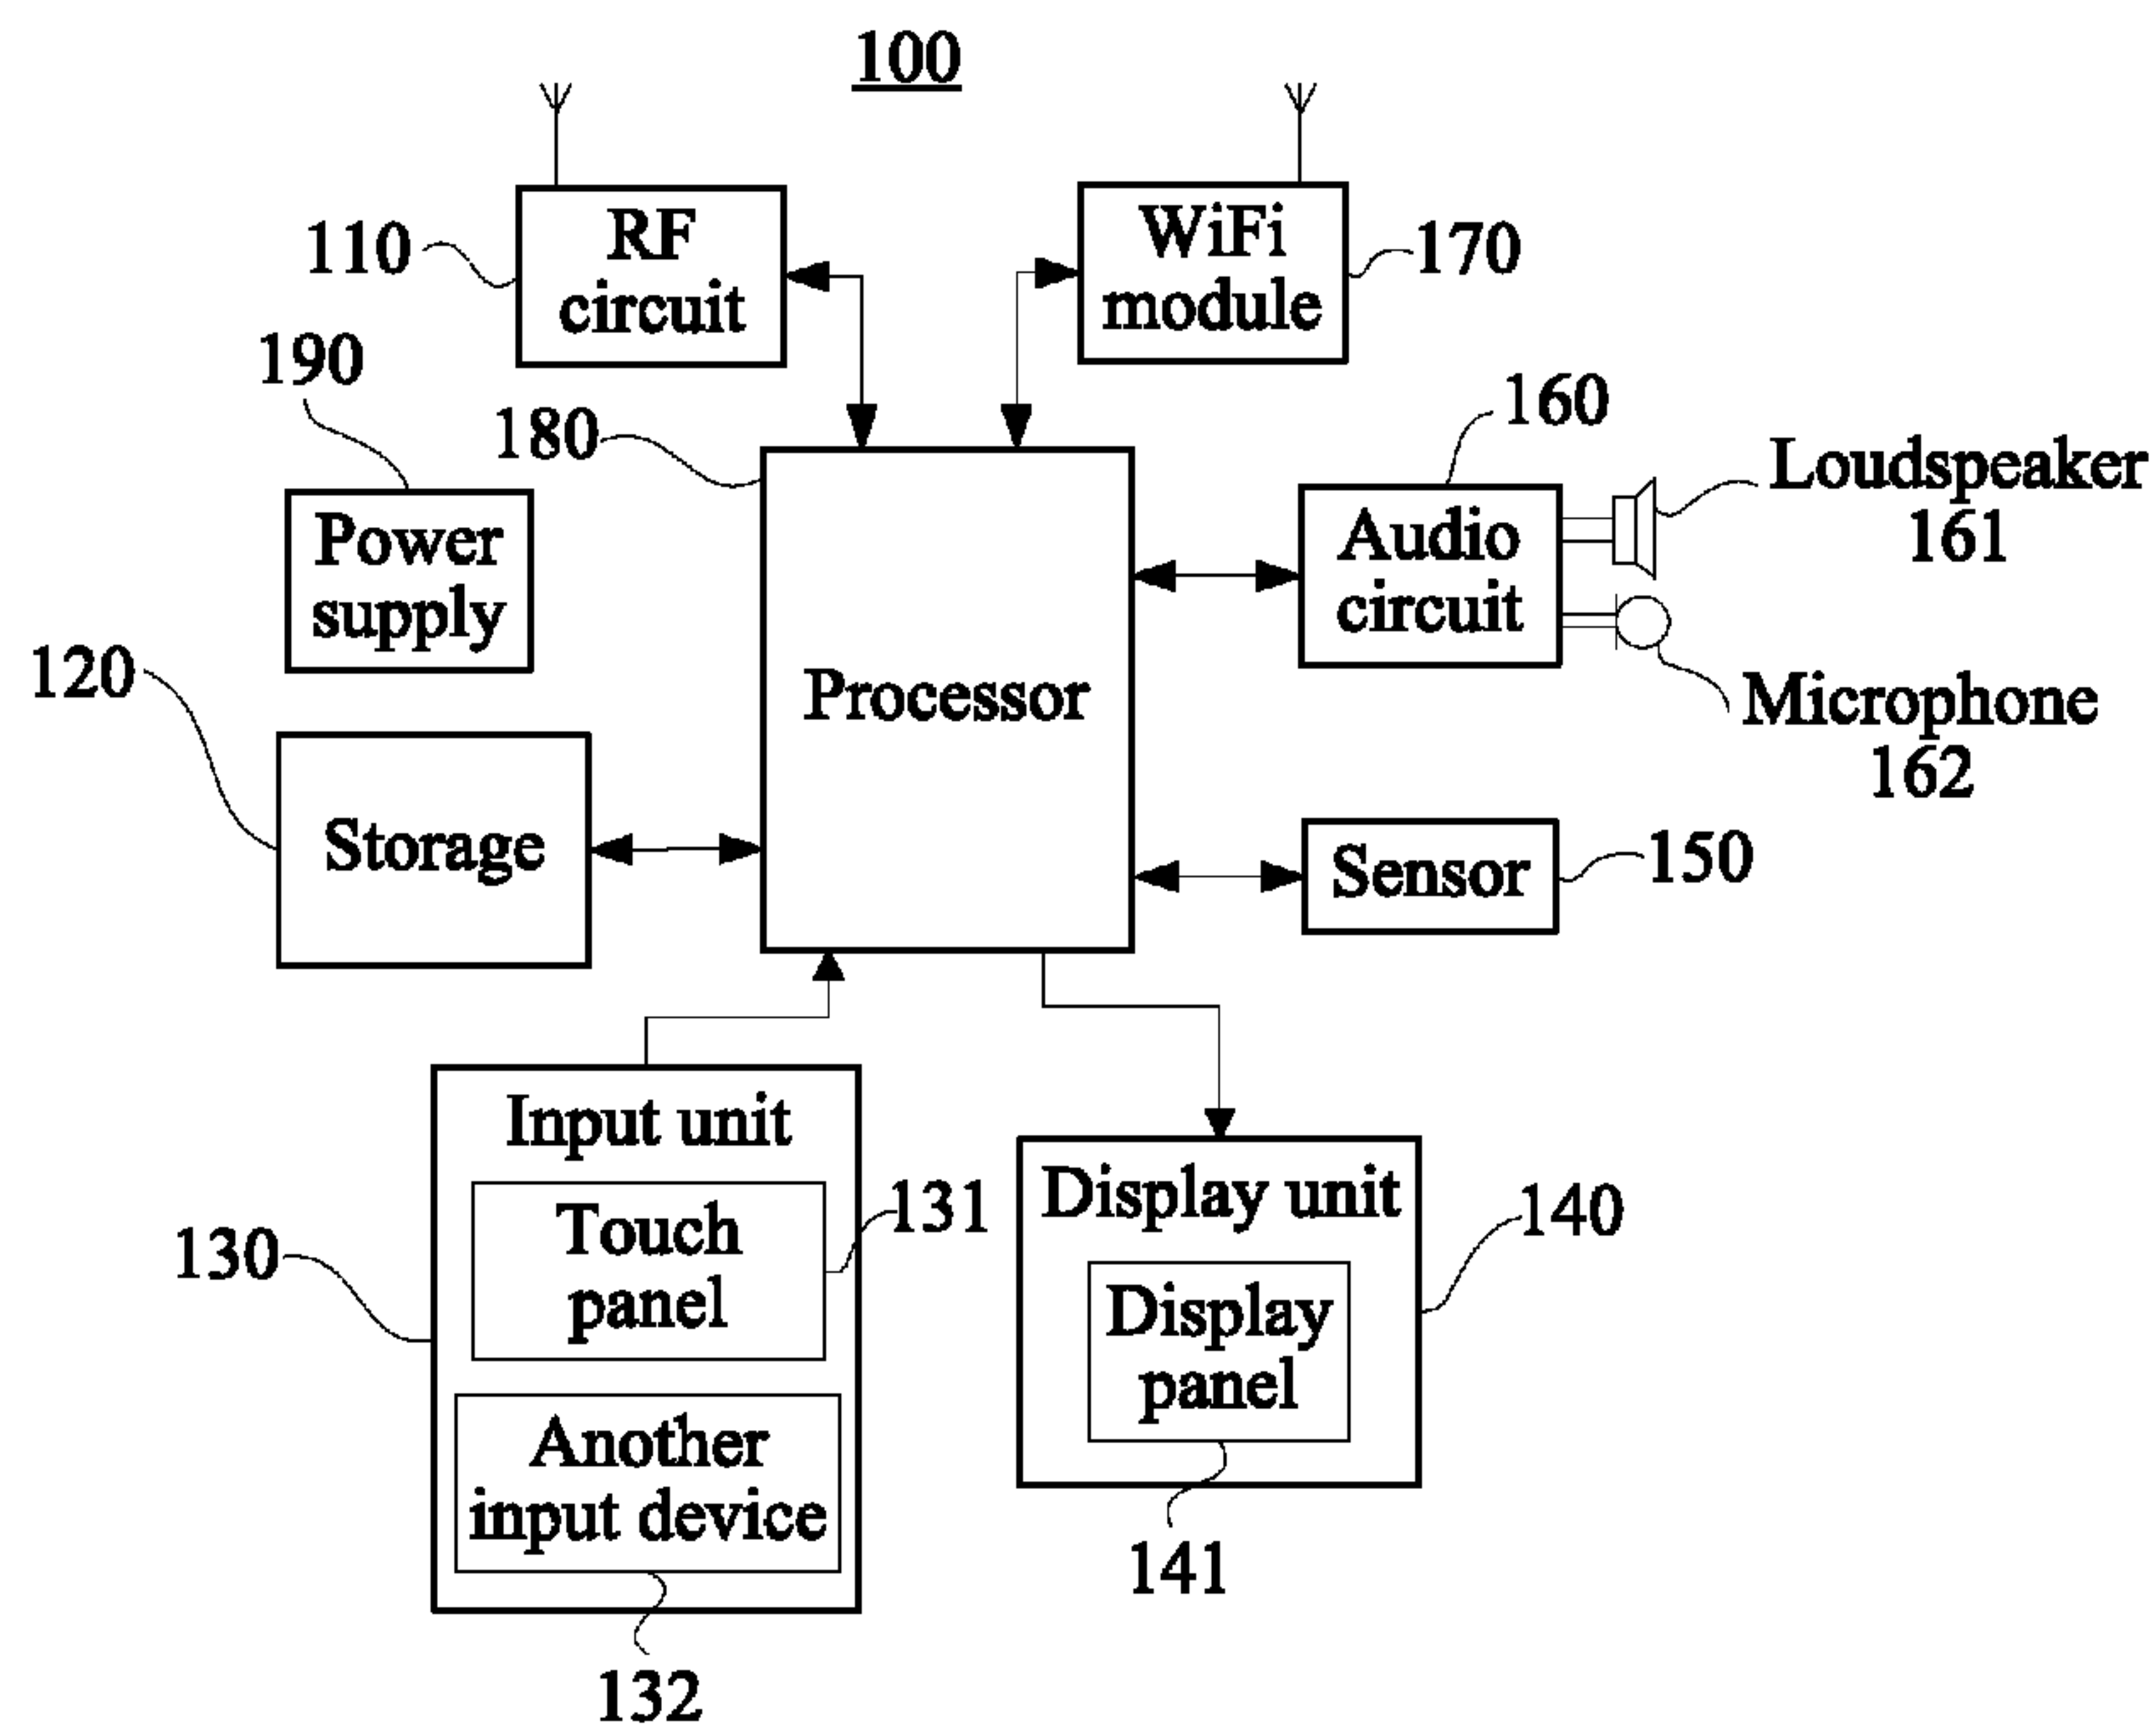 100
RF
circuit
110
WiFi
module
170
190
180
160
Power
supply
Audio
circuit
Loudspeaker
161
120
Processor
Microphone
162
Storage
Sensor
150
Input unit
Touch
panel
131
130
Another
input device
132
Display unit
140
Display
panel
141